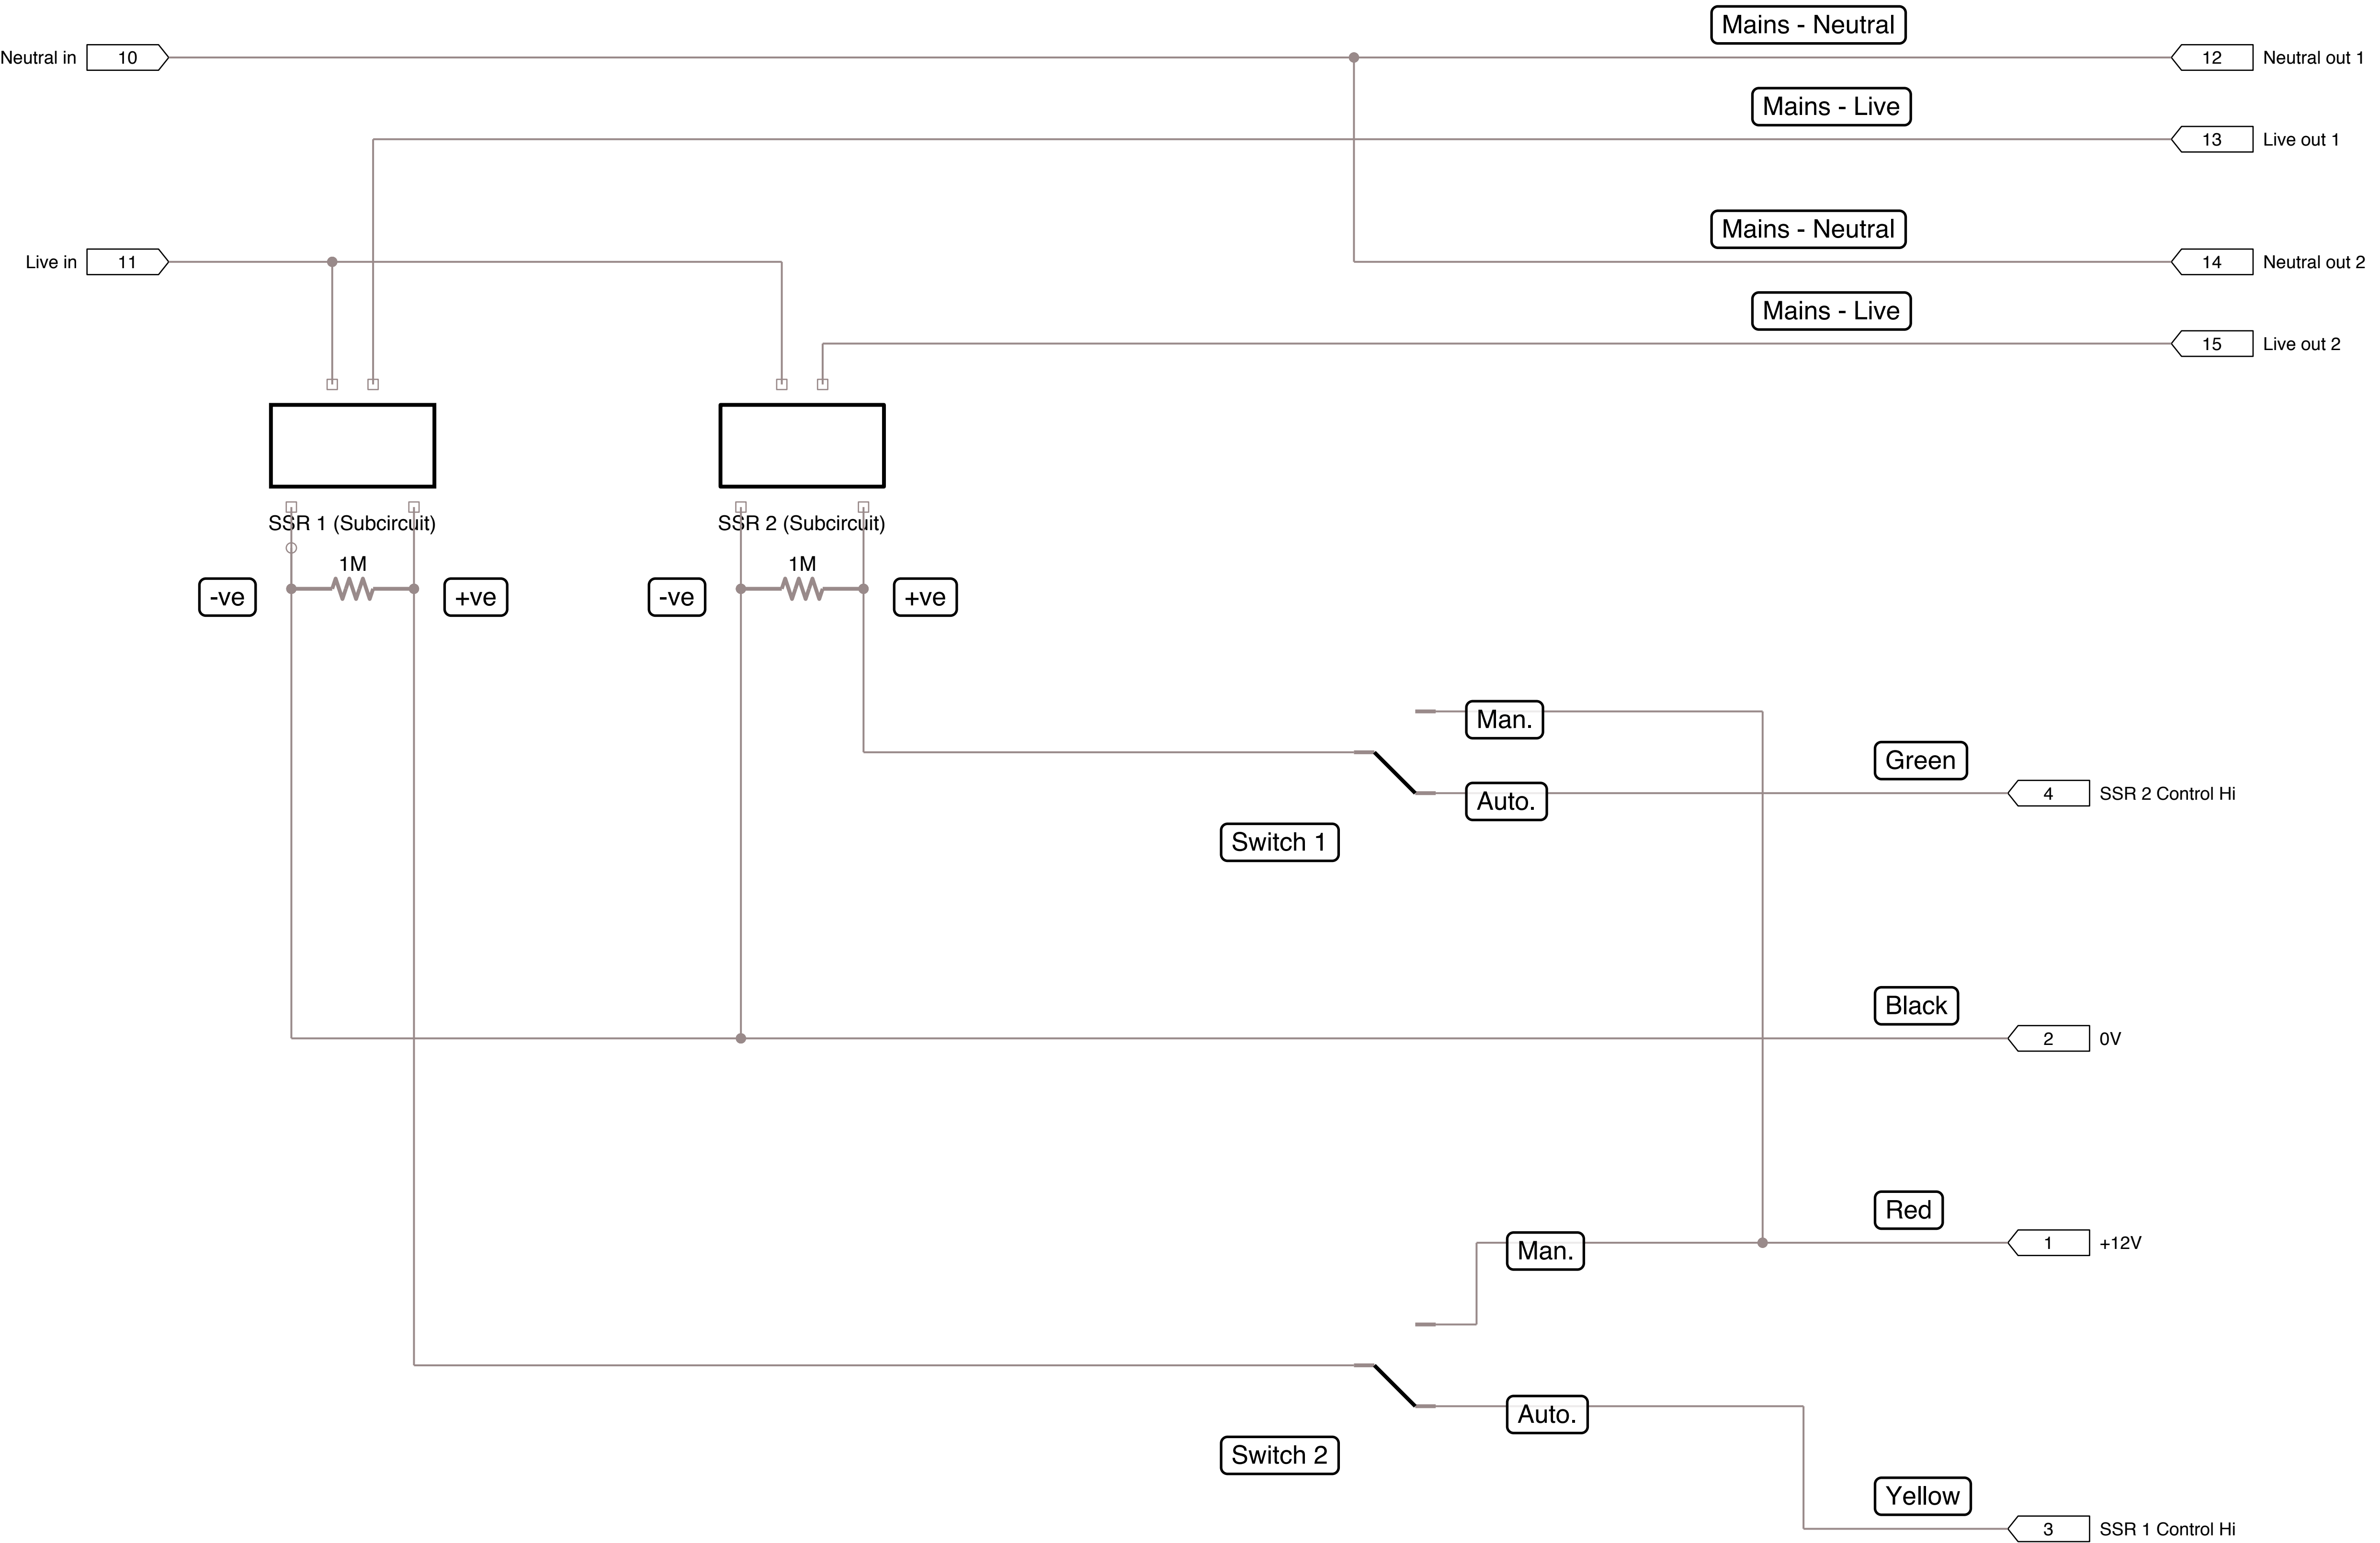 Mains - Neutral
Neutral in 10
12 Neutral out 1
Mains - Live
13 Live out 1
Mains - Neutral
Live in 11
14 Neutral out 2
Mains - Live
15 Live out 2
SSR 1 (Subcircuit)
SSR 2 (Subcircuit)
1M
1M
-ve
+ve
-ve
+ve
Man.
Green
Auto.
4 SSR 2 Control Hi
Switch 1
Black
2 0V
Red
Man.
1 +12V
Auto.
Switch 2
Yellow
3 SSR 1 Control Hi